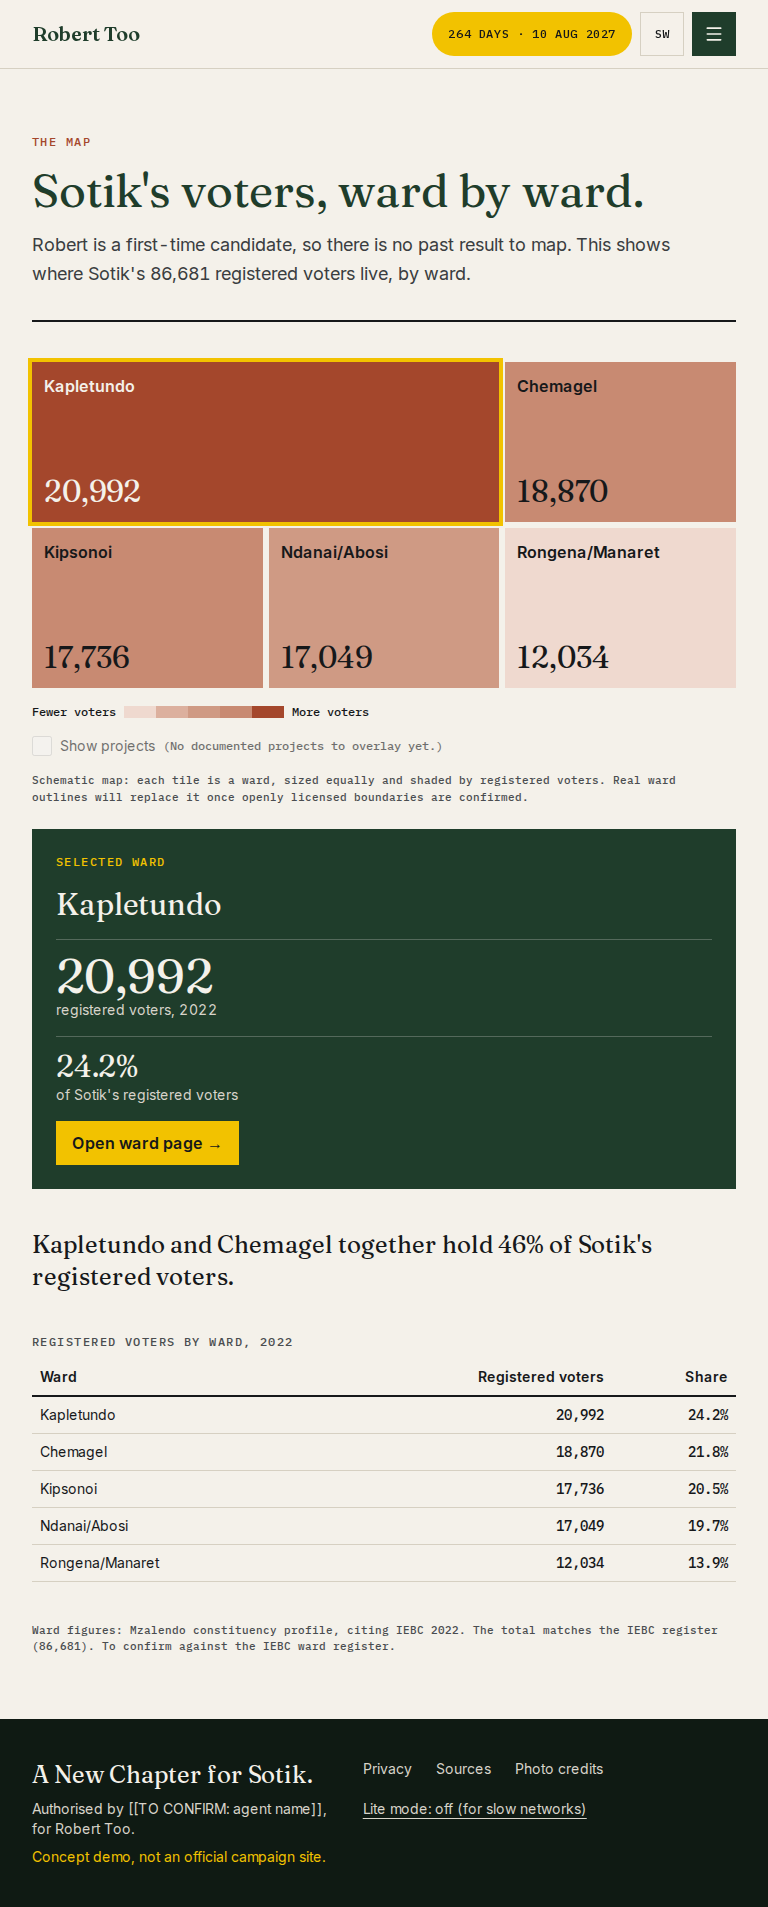 Robert Too
264 DAYS · 10 AUG 2027
SW
THE MAP
Sotik's voters, ward by ward.
Robert is a first-time candidate, so there is no past result to map. This shows
where Sotik's 86,681 registered voters live, by ward.
Kapletundo
20,992
Chemagel
18,870
Kipsonoi
17,736
Ndanai/Abosi
17,049
Rongena/Manaret
12,034
Fewer voters
More voters
Show projects (No documented projects to overlay yet.)
Schematic map: each tile is a ward, sized equally and shaded by registered voters. Real ward
outlines will replace it once openly licensed boundaries are confirmed.
SELECTED WARD
Kapletundo
20,992
registered voters, 2022
24.2%
of Sotik's registered voters
Open ward page →
Kapletundo and Chemagel together hold 46% of Sotik's
registered voters.
REGISTERED VOTERS BY WARD, 2022
Ward Registered voters Share
Kapletundo 20,992 24.2%
Chemagel 18,870 21.8%
Kipsonoi 17,736 20.5%
Ndanai/Abosi 17,049 19.7%
Rongena/Manaret 12,034 13.9%
Ward figures: Mzalendo constituency profile, citing IEBC 2022. The total matches the IEBC register
(86,681). To confirm against the IEBC ward register.
A New Chapter for Sotik.
Authorised by [[TO CONFIRM: agent name]],
for Robert Too.
Concept demo, not an official campaign site.
Privacy Sources Photo credits
Lite mode: off (for slow networks)